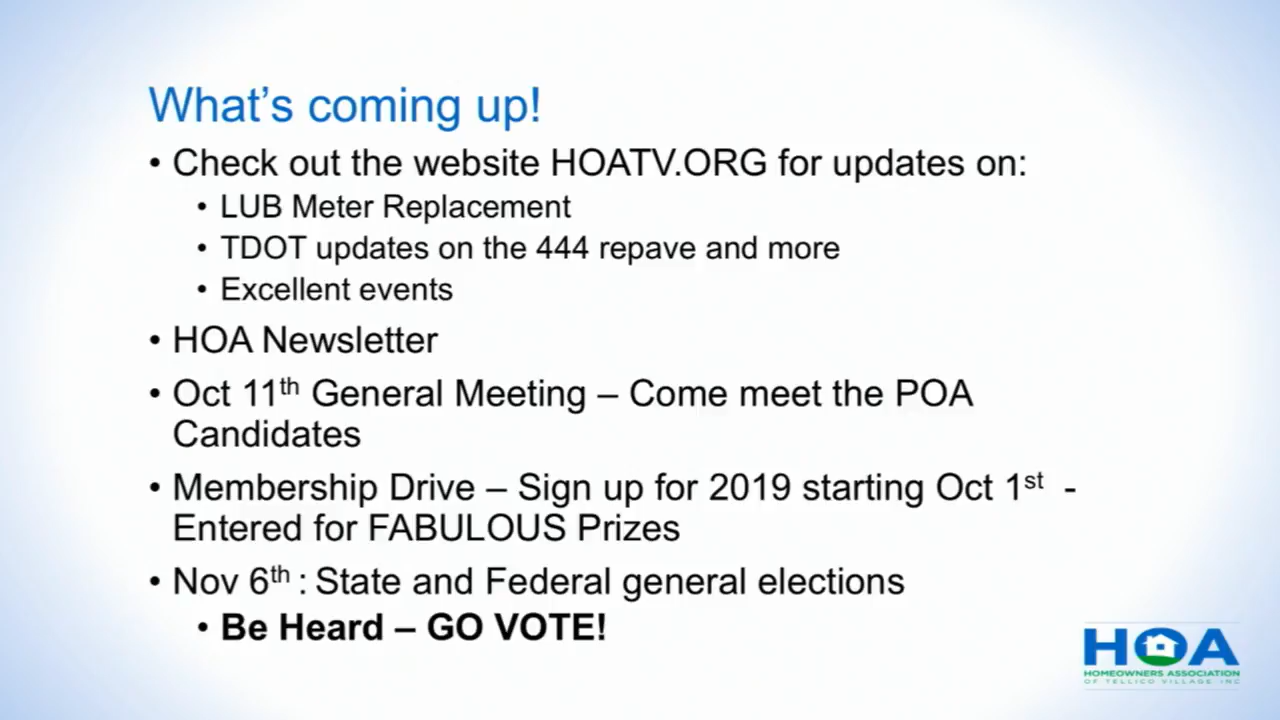 What's coming up!
• Check out the website HOATV.ORG for updates on:
• LUB Meter Replacement
• TDOT updates on the 444 repave and more
• Excellent events
• HOA Newsletter
• Oct 11th General Meeting – Come meet the POA
Candidates
• Membership Drive – Sign up for 2019 starting Oct 1st -
Entered for FABULOUS Prizes
• Nov 6th : State and Federal general elections
• Be Heard – GO VOTE!
HOA
HOMEOWNERS ASSOCIATION
OF TELLICO VILLAGE INC